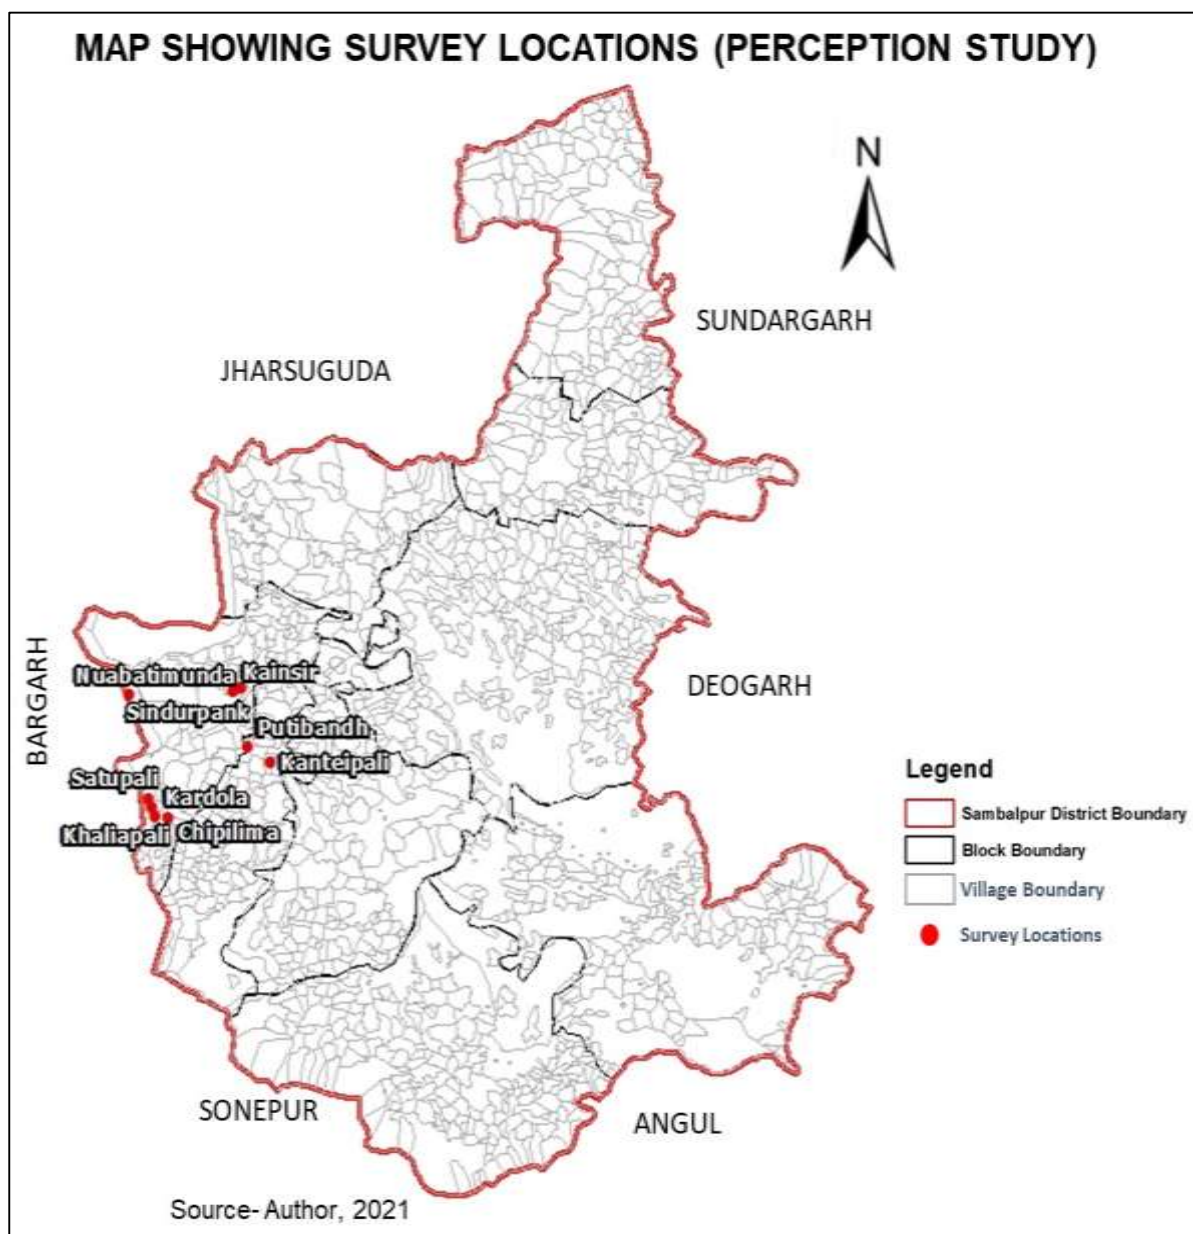 MAP SHOWING SURVEY LOCATIONS (PERCEPTION STUDY)
N
SUNDARGARH
JHARSUGUDA
BARGARH
DEOGARH
Nuabatimunda
Kainsir
Sindurpank
Putibandh
Kanteipali
Satupali
Kardola
Khaliapali
Chipilima
Legend
Sambalpur District Boundary
Block Boundary
Village Boundary
Survey Locations
SONEPUR
ANGUL
Source- Author, 2021